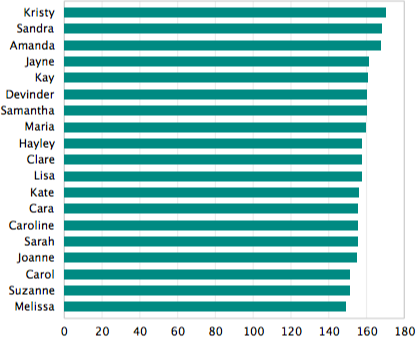 Kristy
Sandra
Amanda
Jayne
Kay
Devinder
Samantha
Maria
Hayley
Clare
Lisa
Kate
Cara
Caroline
Sarah
Joanne
Carol
Suzanne
Melissa
0 20 40 60 80 100 120 140 160 180